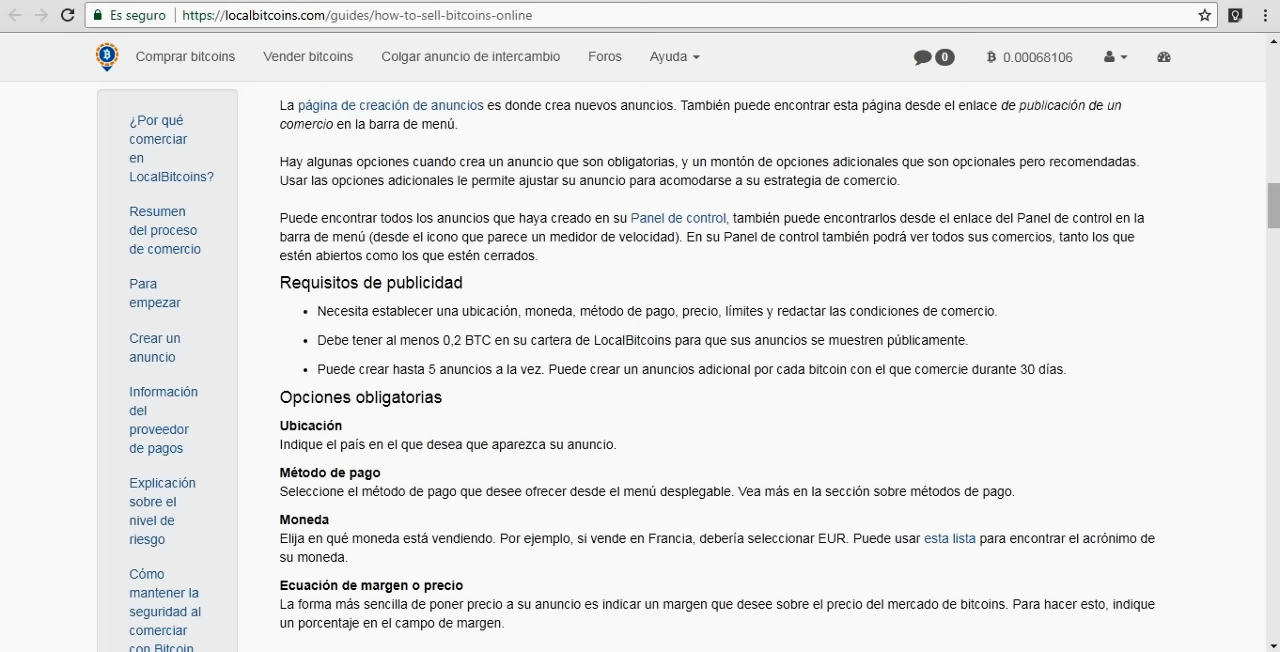 Es seguro https://localbitcoins.com/guides/how-to-sell-bitcoins-online
Comprar bitcoins Vender bitcoins Colgar anuncio de intercambio Foros Ayuda 0 0.00068106
¿Por qué
comerciar
en
LocalBitcoins?
Resumen
del proceso
de comercio
Para
empezar
Crear un
anuncio
Información
del
proveedor
de pagos
Explicación
sobre el
nivel de
riesgo
Cómo
mantener la
seguridad al
comerciar
con Bitcoin
La página de creación de anuncios es donde crea nuevos anuncios. También puede encontrar esta página desde el enlace de publicación de un
comercio en la barra de menú.
Hay algunas opciones cuando crea un anuncio que son obligatorias, y un montón de opciones adicionales que son opcionales pero recomendadas.
Usar las opciones adicionales le permite ajustar su anuncio para acomodarse a su estrategia de comercio.
Puede encontrar todos los anuncios que haya creado en su Panel de control, también puede encontrarlos desde el enlace del Panel de control en la
barra de menú (desde el icono que parece un medidor de velocidad). En su Panel de control también podrá ver todos sus comercios, tanto los que
estén abiertos como los que estén cerrados.
Requisitos de publicidad
• Necesita establecer una ubicación, moneda, método de pago, precio, límites y redactar las condiciones de comercio.
• Debe tener al menos 0,2 BTC en su cartera de LocalBitcoins para que sus anuncios se muestren públicamente.
• Puede crear hasta 5 anuncios a la vez. Puede crear un anuncios adicional por cada bitcoin con el que comercie durante 30 días.
Opciones obligatorias
Ubicación
Indique el país en el que desea que aparezca su anuncio.
Método de pago
Seleccione el método de pago que desee ofrecer desde el menú desplegable. Vea más en la sección sobre métodos de pago.
Moneda
Elija en qué moneda está vendiendo. Por ejemplo, si vende en Francia, debería seleccionar EUR. Puede usar esta lista para encontrar el acrónimo de
su moneda.
Ecuación de margen o precio
La forma más sencilla de poner precio a su anuncio es indicar un margen que desee sobre el precio del mercado de bitcoins. Para hacer esto, indique
un porcentaje en el campo de margen.